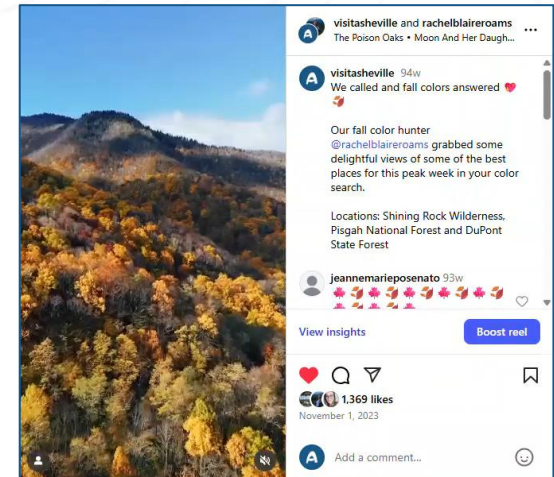 visitasheville and rachelblaireroams
The Poison Oaks • Moon And Her Daugh...
visitasheville 94w
We called and fall colors answered 💖
🍂
Our fall color hunter
@rachelblaireroams grabbed some
delightful views of some of the best
places for this peak week in your color
search.
Locations: Shining Rock Wilderness,
Pisgah National Forest and DuPont
State Forest
jeannemarieposenato 93w
🍁🍂🍁🍂🍁🍂🍁🍂🍁🍂
View insights
Boost reel
1,369 likes
November 1, 2023
Add a comment...